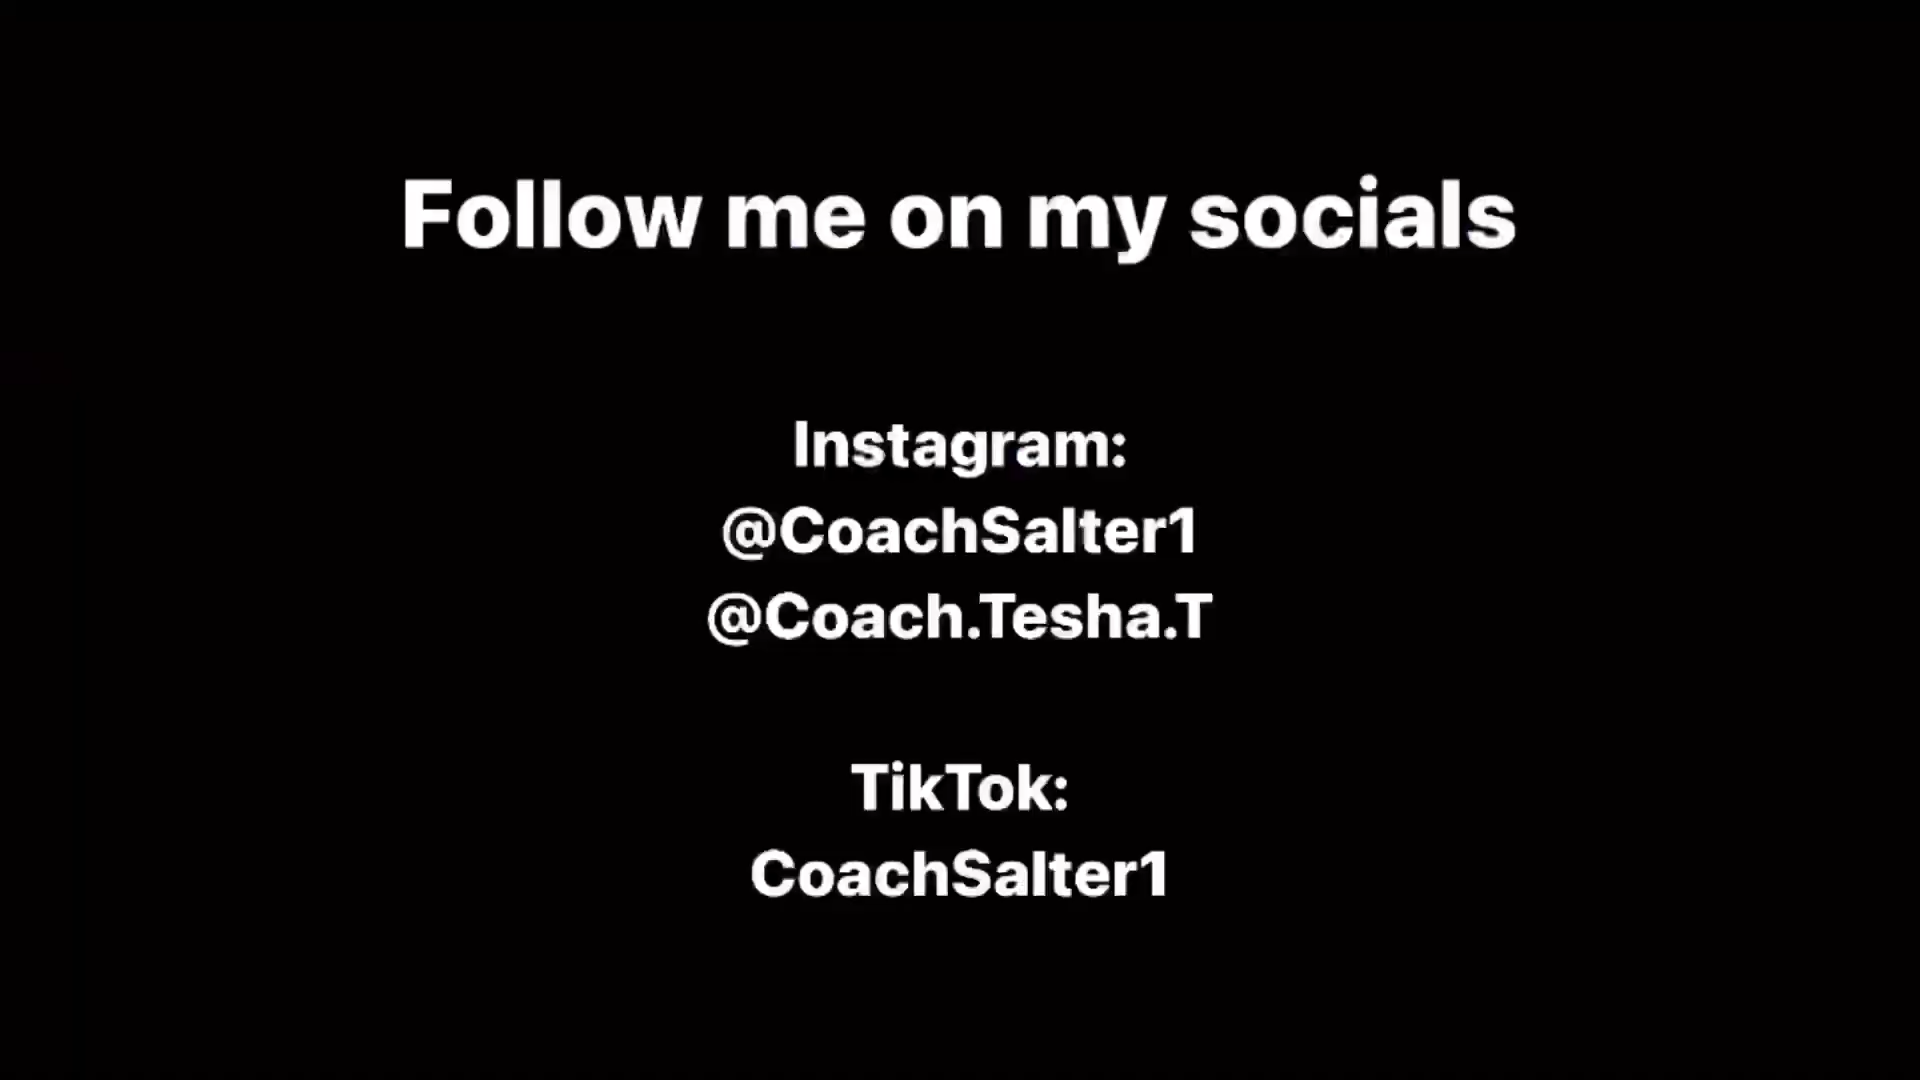 Follow me on my socials
Instagram:
@CoachSalter1
@Coach.Tesha.T
TikTok:
CoachSalter1